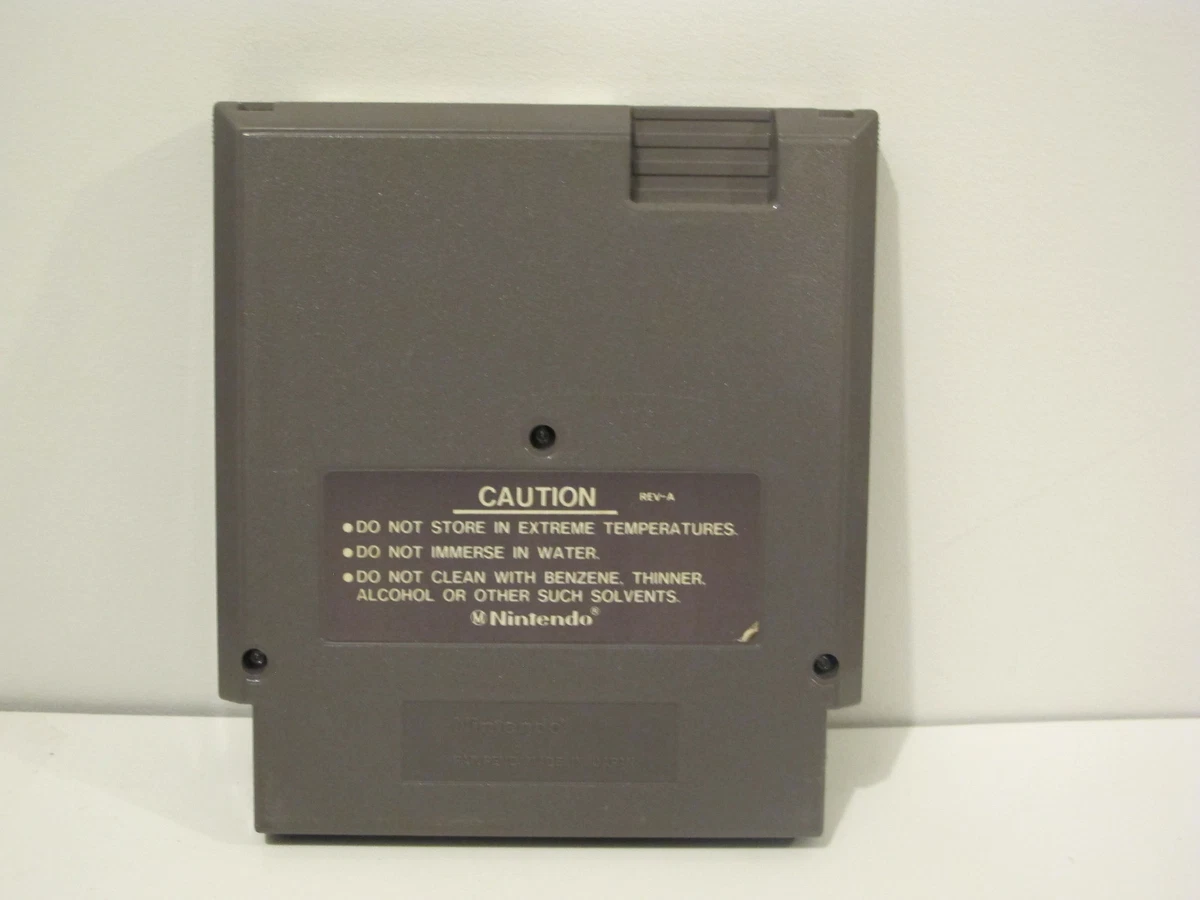 CAUTION REV-A
●DO NOT STORE IN EXTREME TEMPERATURES.
●DO NOT IMMERSE IN WATER.
●DO NOT CLEAN WITH BENZENE, THINNER,
ALCOHOL OR OTHER SUCH SOLVENTS.
Ⓜ Nintendo®
Nintendo